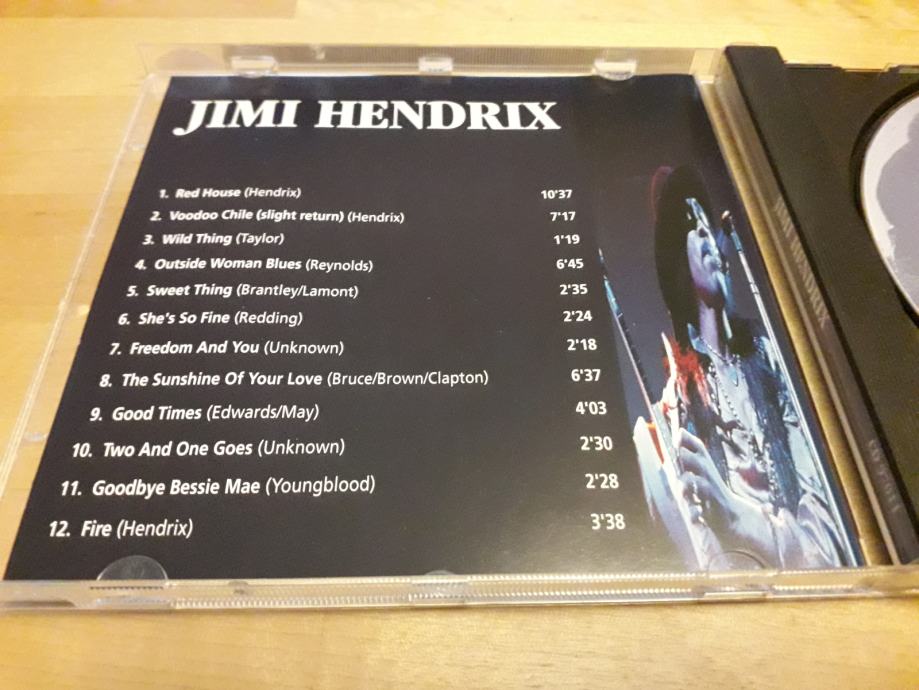 JIMI HENDRIX
1. Red House (Hendrix) 10'37
2. Voodoo Chile (slight return) (Hendrix) 7'17
3. Wild Thing (Taylor) 1'19
4. Outside Woman Blues (Reynolds) 6'45
5. Sweet Thing (Brantley/Lamont) 2'35
6. She's So Fine (Redding) 2'24
7. Freedom And You (Unknown) 2'18
8. The Sunshine Of Your Love (Bruce/Brown/Clapton) 6'37
9. Good Times (Edwards/May) 4'03
10. Two And One Goes (Unknown) 2'30
11. Goodbye Bessie Mae (Youngblood) 2'28
12. Fire (Hendrix) 3'38
JIMI HENDRIX